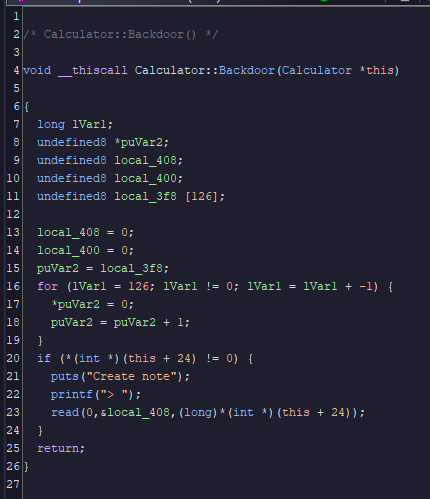 1
2 /* Calculator::Backdoor() */
3
4 void __thiscall Calculator::Backdoor(Calculator *this)
5
6 {
7   long lVar1;
8   undefined8 *puVar2;
9   undefined8 local_408;
10   undefined8 local_400;
11   undefined8 local_3f8 [126];
12
13   local_408 = 0;
14   local_400 = 0;
15   puVar2 = local_3f8;
16   for (lVar1 = 126; lVar1 != 0; lVar1 = lVar1 + -1) {
17     *puVar2 = 0;
18     puVar2 = puVar2 + 1;
19   }
20   if (*(int *)(this + 24) != 0) {
21     puts("Create note");
22     printf("> ");
23     read(0,&local_408,(long)*(int *)(this + 24));
24   }
25   return;
26 }
27